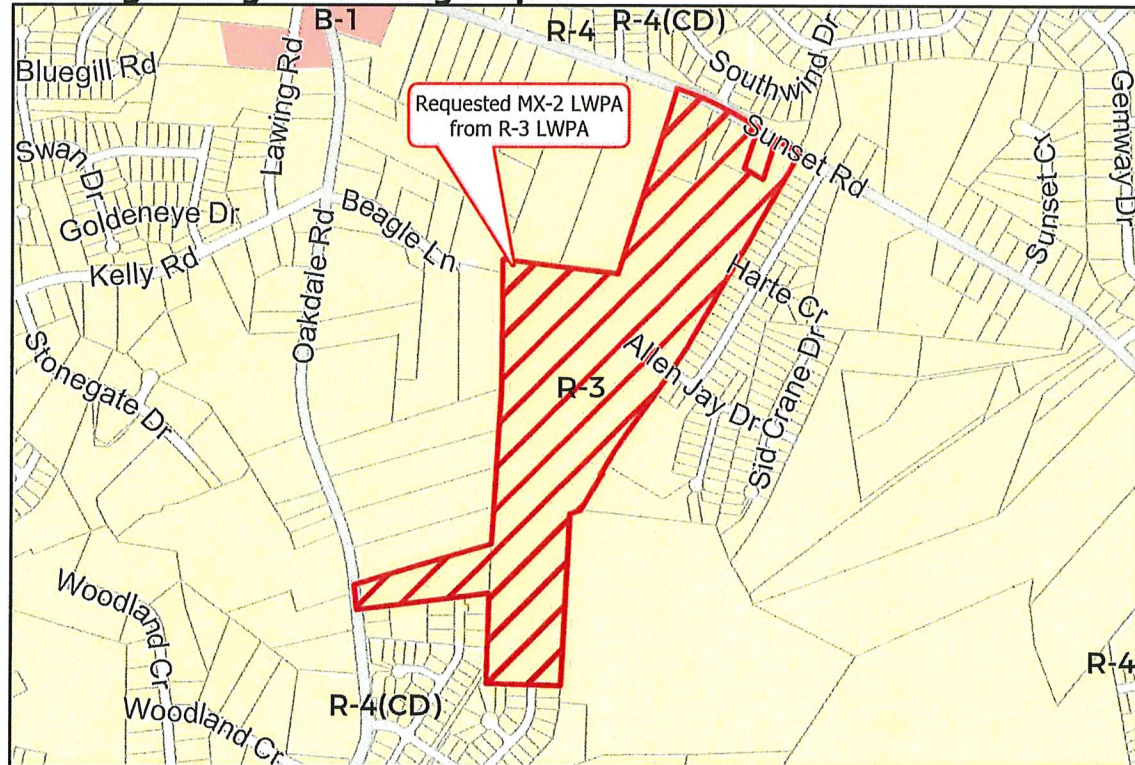 B-1
R-4
R-4(CD)
Bluegill Rd
Lawing Rd
Southwind Dr
Gemway Dr
Requested MX-2 LWPA
from R-3 LWPA
Sunset Rd
Swan Dr
Goldeneye Dr
Beagle Ln
Sunset Cr
Kelly Rd
Oakdale Rd
Harte Cr
Stonegate Dr
Allen Jay Dr
R-3
Sid Crane Dr
Woodland Cr
R-4
R-4(CD)
Woodland Cr